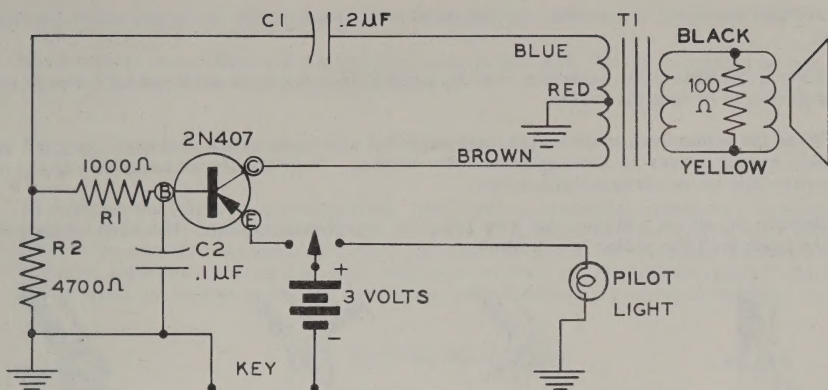 C1 .2µF T1
BLUE BLACK
RED 100
Ω
2N407
1000Ω C BROWN YELLOW
B
R1 E
R2 C2
4700Ω .1µF + PILOT
3 VOLTS LIGHT
−
KEY